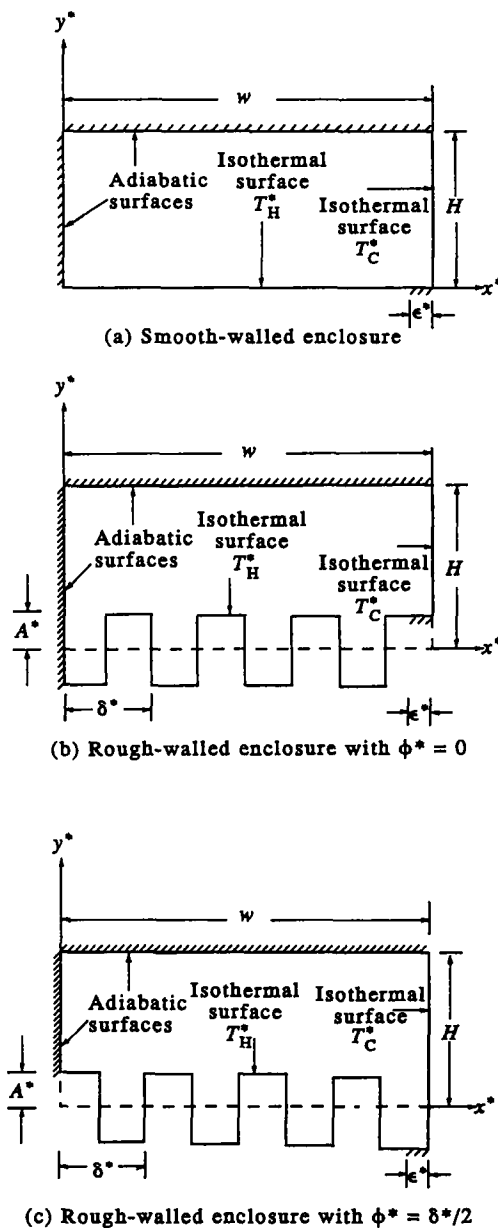 y*
w
Isothermal
surface
T*H
Adiabatic
surfaces
Isothermal
surface
T*C
H
x*
ϵ*
(a) Smooth-walled enclosure
y*
w
Isothermal
surface
T*H
Adiabatic
surfaces
Isothermal
surface
T*C
H
A*
x*
δ*
ϵ*
(b) Rough-walled enclosure with ϕ* = 0
y*
w
Isothermal
surface
T*H
Adiabatic
surfaces
Isothermal
surface
T*C
H
A*
x*
δ*
ϵ*
(c) Rough-walled enclosure with ϕ* = δ*/2